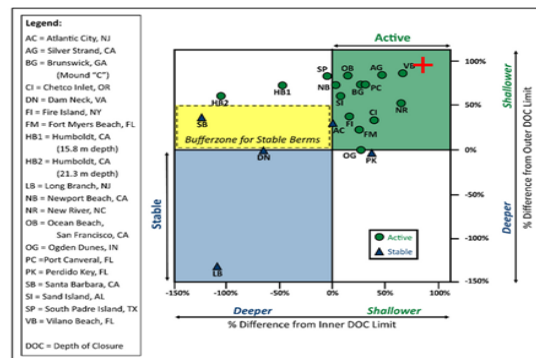 Legend:
AC = Atlantic City, NJ
AG = Silver Strand, CA
BG = Brunswick, GA
(Mound "C")
CI = Chetco Inlet, OR
DN = Dam Neck, VA
FI = Fire Island, NY
FM = Fort Myers Beach, FL
HB1 = Humboldt, CA
(15.8 m depth)
HB2 = Humboldt, CA
(21.3 m depth)
LB = Long Branch, NJ
NB = Newport Beach, CA
NR = New River, NC
OB = Ocean Beach,
San Francisco, CA
OG = Ogden Dunes, IN
PC = Port Canveral, FL
PK = Perdido Key, FL
SB = Santa Barbara, CA
SI = Sand Island, AL
SP = South Padre Island, TX
VB = Vilano Beach, FL
DOC = Depth of Closure
Active
SP
OB
AG
VB
HB1
NB
BG
PC
HB2
SI
NR
SB
FI
CI
AC
FM
Bufferzone for Stable Berms
DN
OG
PK
LB
Stable
Active
Stable
100%
50%
0%
-50%
-100%
-150%
Shallower
Deeper
% Difference from Outer DOC Limit
-150%
-100%
-50%
0%
50%
100%
Deeper
Shallower
% Difference from Inner DOC Limit